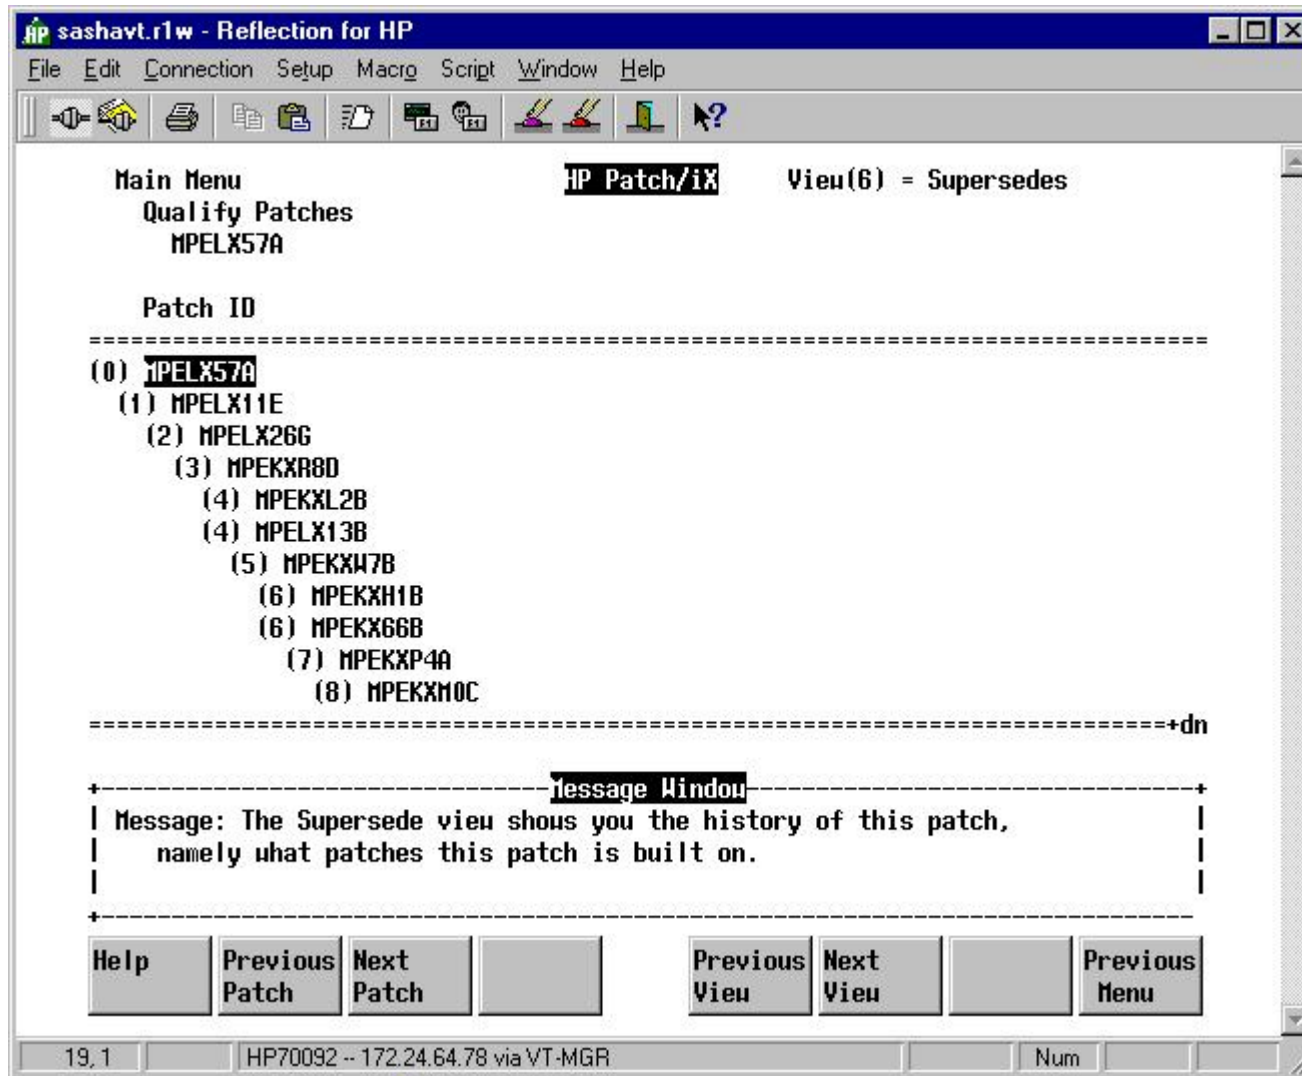 sashavt.r1w - Reflection for HP
File Edit Connection Setup Macro Script Window Help
Main Menu HP Patch/iX View(6) = Supersedes
Qualify Patches
MPELX57A
Patch ID
================================================================================
(0) MPELX57A
(1) MPELX11E
(2) MPELX26G
(3) MPEKXR8D
(4) MPEKXL2B
(4) MPELX13B
(5) MPEKXW7B
(6) MPEKXH1B
(6) MPEKX66B
(7) MPEKXP4A
(8) MPEKXM0C
=============================================================================+dn
+--------------------------------Message Window--------------------------------+
| Message: The Supersede view shows you the history of this patch, |
| namely what patches this patch is built on. |
| |
+------------------------------------------------------------------------------
Help Previous Patch Next Patch Previous View Next View Previous Menu
19, 1 HP70092 -- 172.24.64.78 via VT-MGR Num